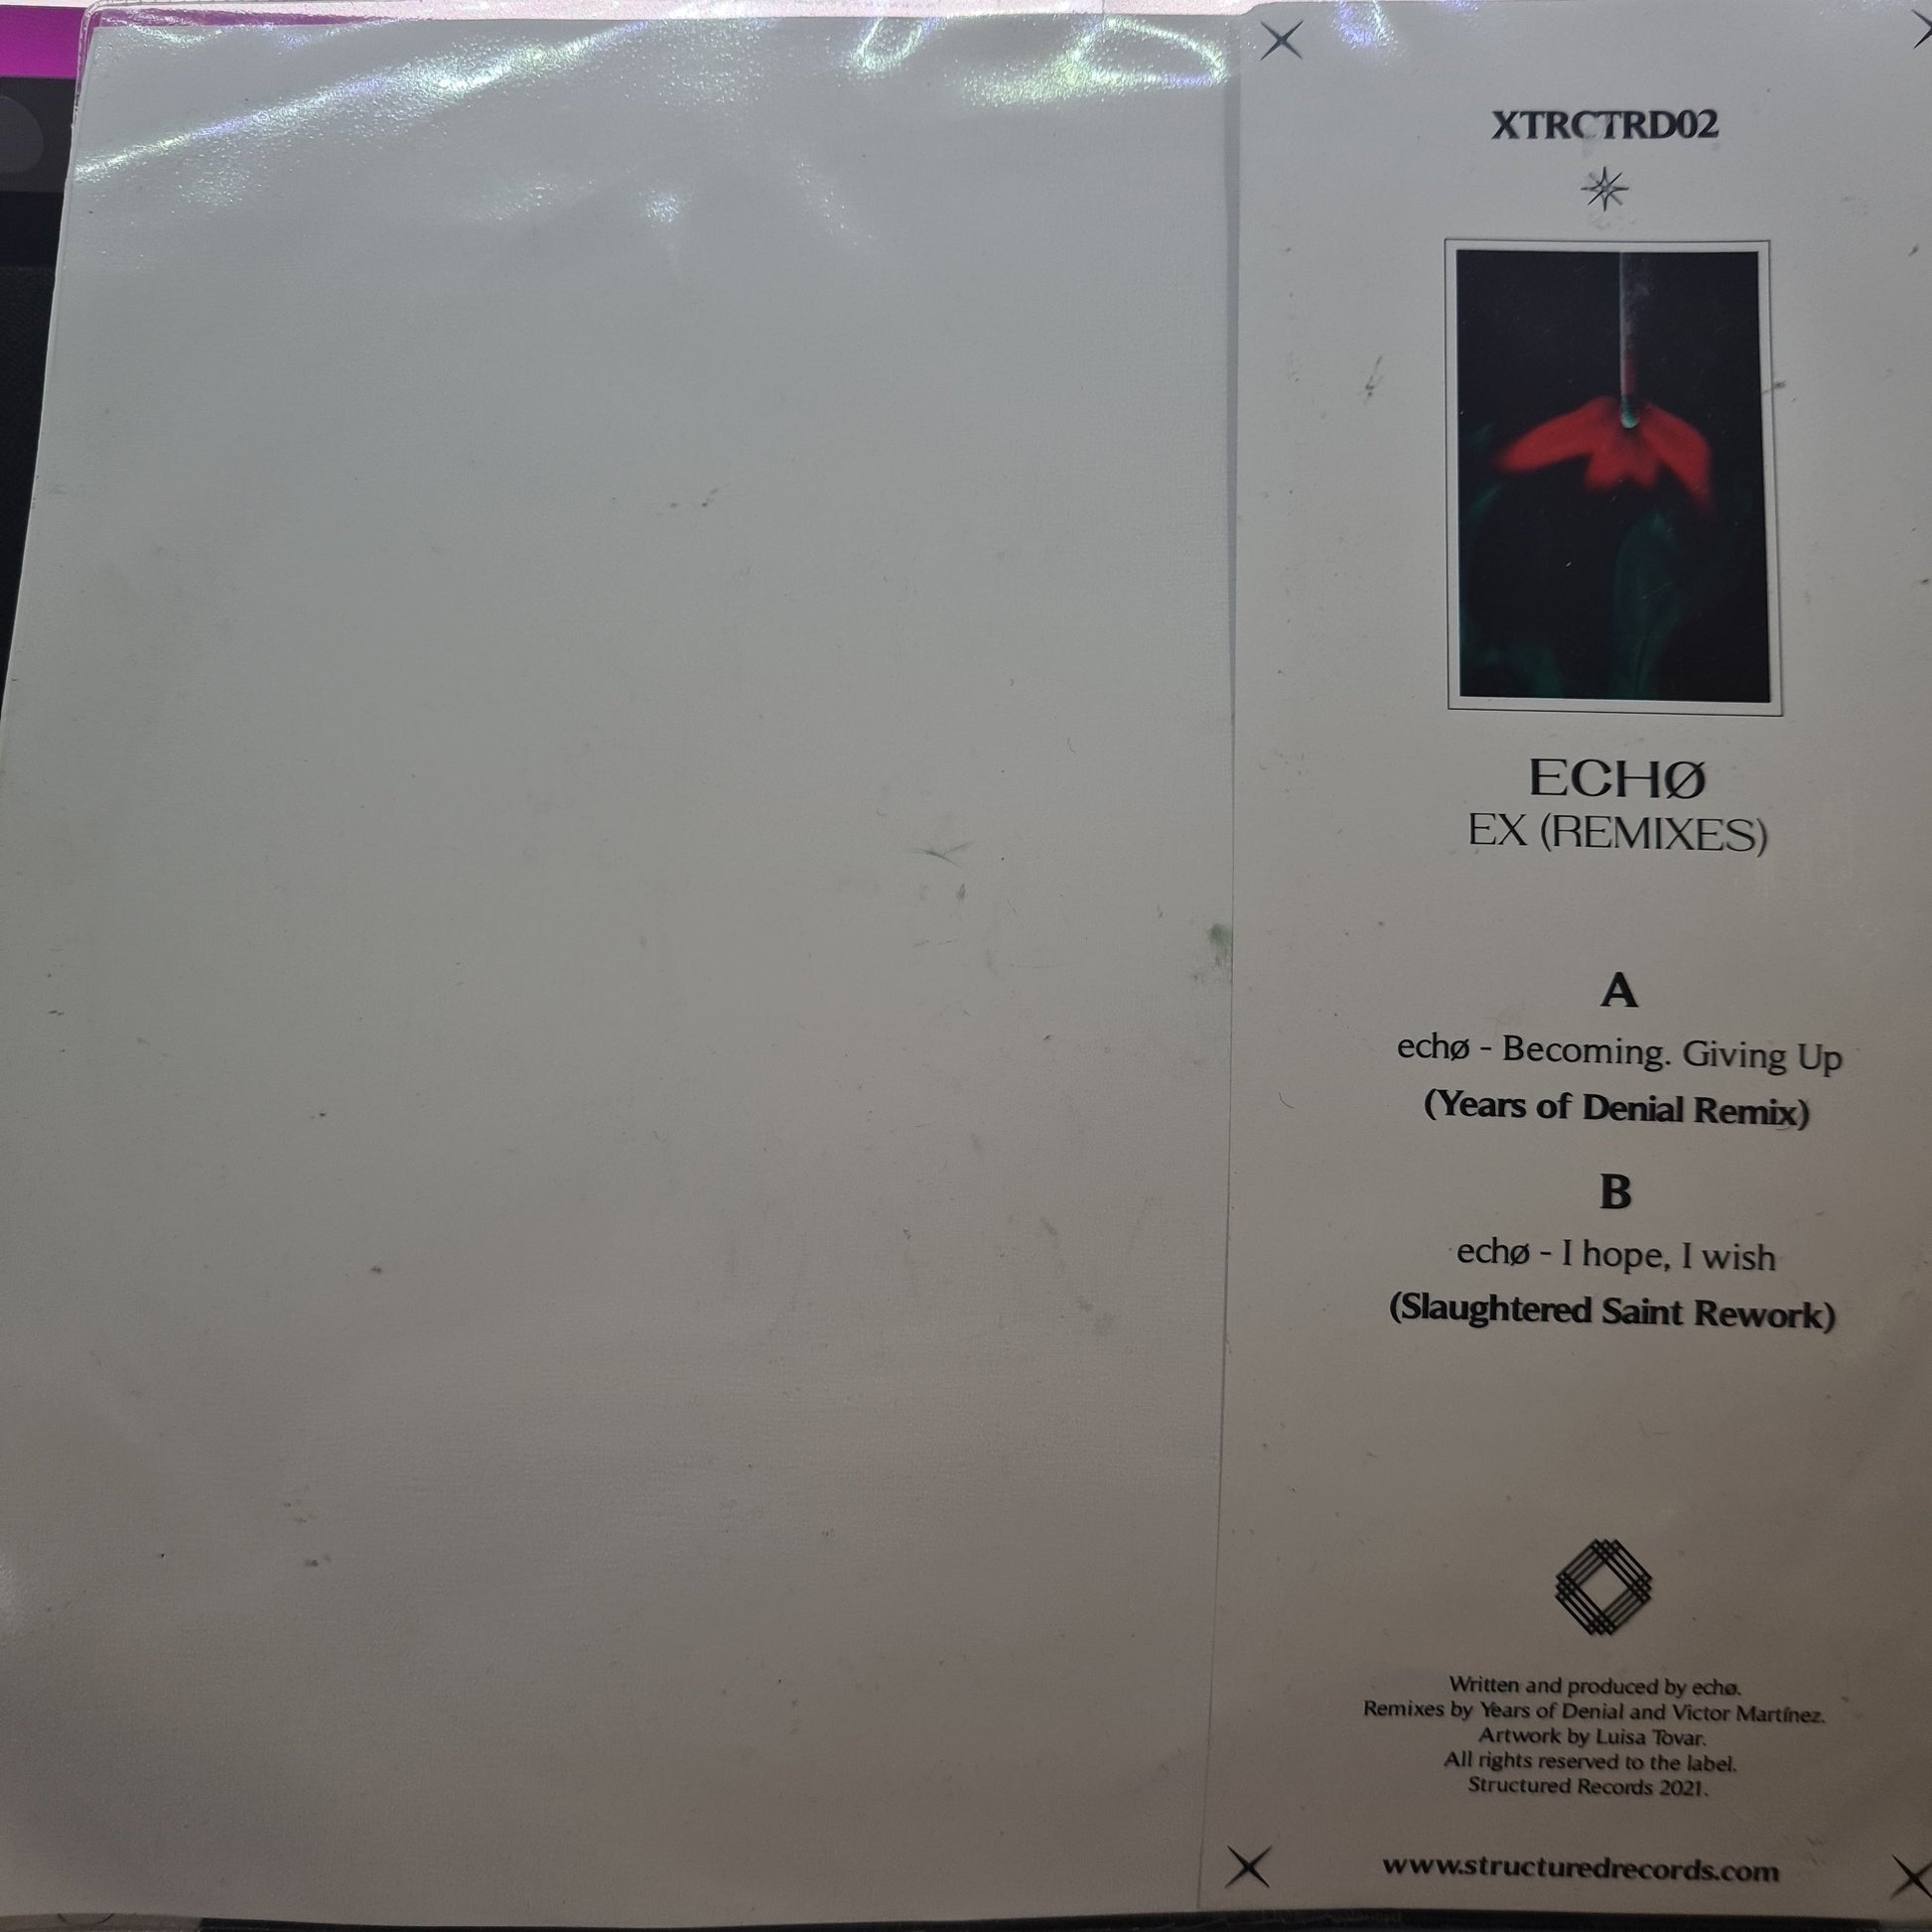 XTRCTRD02
ECHØ
EX (REMIXES)
A
echø - Becoming. Giving Up
(Years of Denial Remix)
B
echø - I hope, I wish
(Slaughtered Saint Rework)
Written and produced by echø.
Remixes by Years of Denial and Victor Martínez.
Artwork by Luisa Tovar.
All rights reserved to the label.
Structured Records 2021.
www.structuredrecords.com